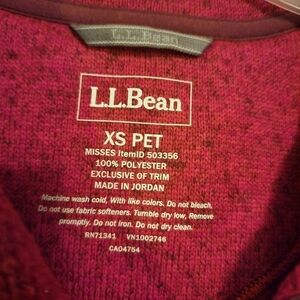 L.L.Bean
L.L.Bean
XS PET
MISSES ItemID 503356
100% POLYESTER
EXCLUSIVE OF TRIM
MADE IN JORDAN
Machine wash cold, With like colors. Do not bleach.
Do not use fabric softeners. Tumble dry low, Remove
promptly. Do not iron. Do not dry clean.
RN71341 VN1002746
CA04754